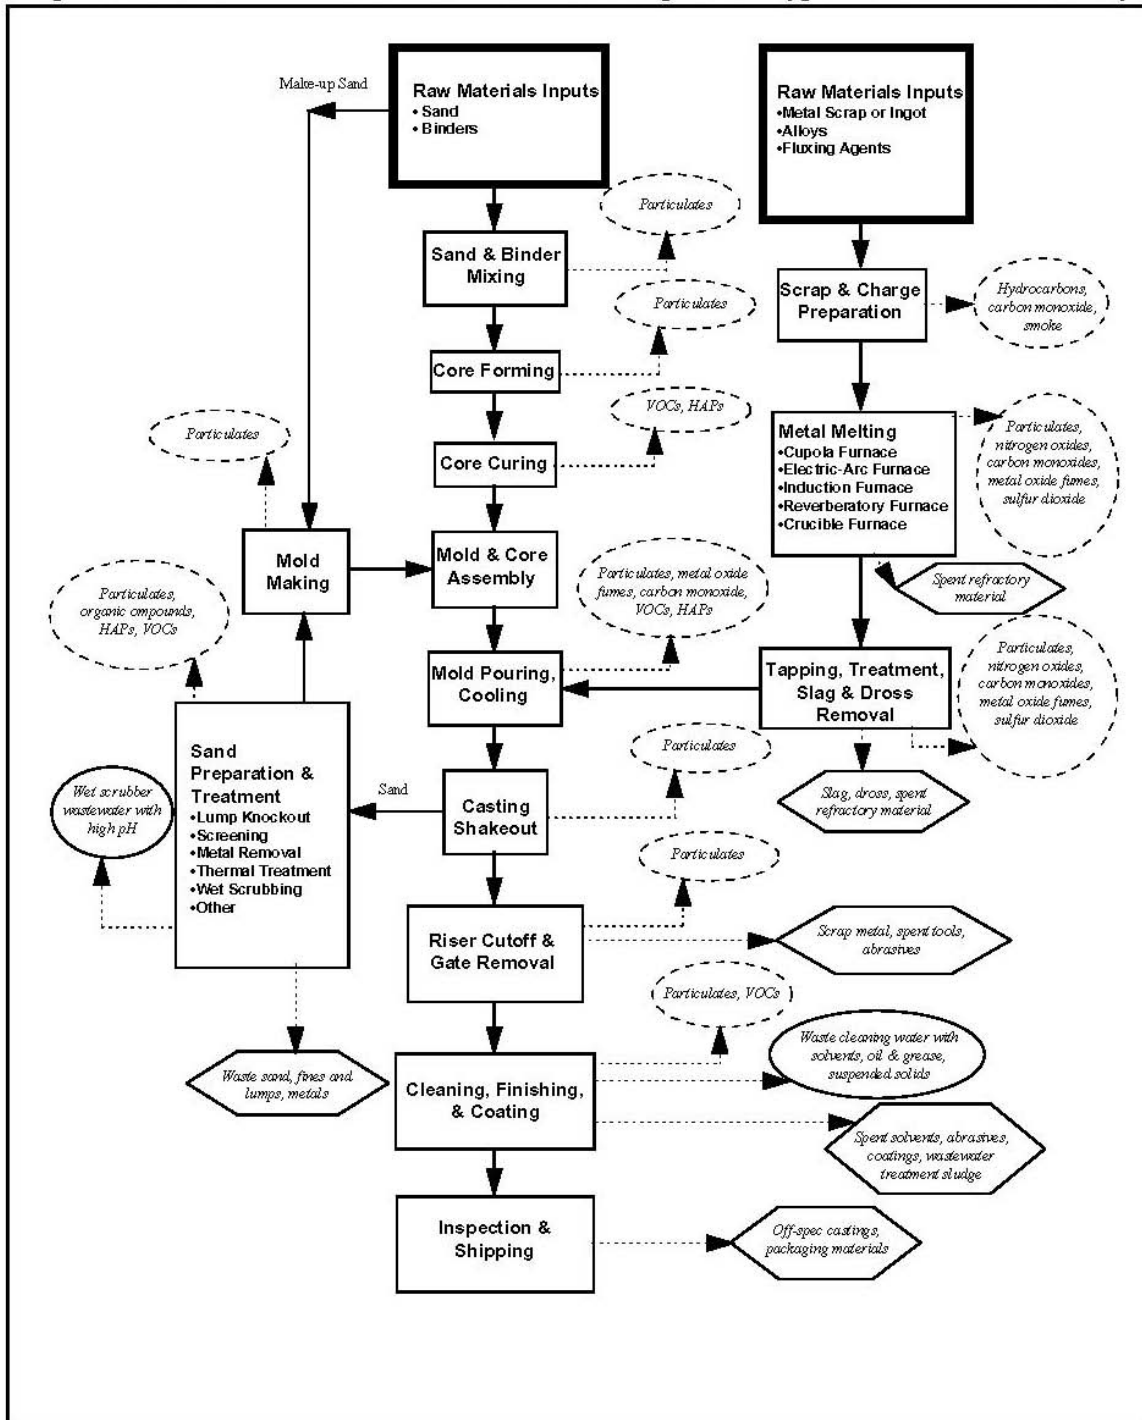 Make-up Sand
Raw Materials Inputs
•Sand
•Binders
Raw Materials Inputs
•Metal Scrap or Ingot
•Alloys
•Fluxing Agents
Particulates
Sand & Binder
Mixing
Particulates
Scrap & Charge
Preparation
Hydrocarbons,
carbon monoxide,
smoke
Core Forming
VOCs, HAPs
Particulates
Core Curing
Metal Melting
•Cupola Furnace
•Electric-Arc Furnace
•Induction Furnace
•Reverberatory Furnace
•Crucible Furnace
Particulates,
nitrogen oxides,
carbon monoxides,
metal oxide fumes,
sulfur dioxide
Mold
Making
Mold & Core
Assembly
Particulates, metal oxide
fumes, carbon monoxide,
VOCs, HAPs
Spent refractory
material
Particulates,
organic ompounds,
HAPs, VOCs
Mold Pouring,
Cooling
Tapping, Treatment,
Slag & Dross
Removal
Particulates,
nitrogen oxides,
carbon monoxides,
metal oxide fumes,
sulfur dioxide
Particulates
Sand
Preparation &
Treatment
•Lump Knockout
•Screening
•Metal Removal
•Thermal Treatment
•Wet Scrubbing
•Other
Wet scrubber
wastewater with
high pH
Sand
Casting
Shakeout
Slag, dross, spent
refractory material
Particulates
Riser Cutoff &
Gate Removal
Scrap metal, spent tools,
abrasives
Particulates, VOCs
Waste cleaning water with
solvents, oil & grease,
suspended solids
Waste sand, fines and
lumps, metals
Cleaning, Finishing,
& Coating
Spent solvents, abrasives,
coatings, wastewater
treatment sludge
Inspection &
Shipping
Off-spec castings,
packaging materials